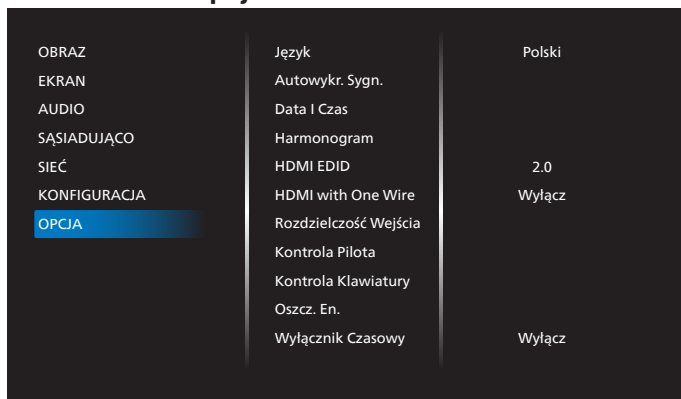 OBRAZ
EKRAN
AUDIO
SĄSIADUJĄCO
SIEĆ
KONFIGURACJA
OPCJA
Język Polski
Autowykr. Sygn.
Data I Czas
Harmonogram
HDMI EDID 2.0
HDMI with One Wire Wyłącz
Rozdzielczość Wejścia
Kontrola Pilota
Kontrola Klawiatury
Oszcz. En.
Wyłącznik Czasowy Wyłącz